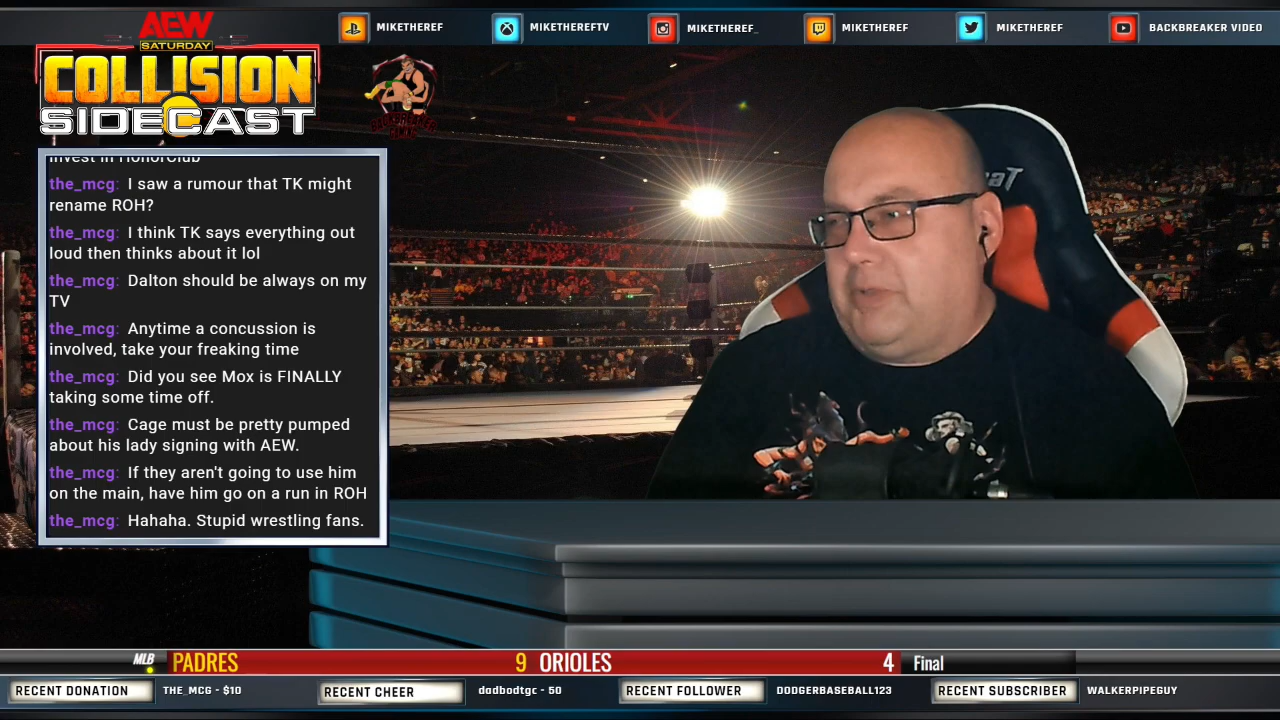 AEW
SATURDAY
COLLISION
SIDECAST
MIKETHEREF
MIKETHEREFTV
MIKETHEREF_
MIKETHEREF
MIKETHEREF
BACKBREAKER VIDEO
invest in HonorClub
the_mcg: I saw a rumour that TK might
rename ROH?
the_mcg: I think TK says everything out
loud then thinks about it lol
the_mcg: Dalton should be always on my
TV
the_mcg: Anytime a concussion is
involved, take your freaking time
the_mcg: Did you see Mox is FINALLY
taking some time off.
the_mcg: Cage must be pretty pumped
about his lady signing with AEW.
the_mcg: If they aren't going to use him
on the main, have him go on a run in ROH
the_mcg: Hahaha. Stupid wrestling fans.
MLB PADRES 9 ORIOLES 4 Final
RECENT DONATION THE_MCG - $10 RECENT CHEER dadbodtgc - 50 RECENT FOLLOWER DODGERBASEBALL123 RECENT SUBSCRIBER WALKERPIPEGUY